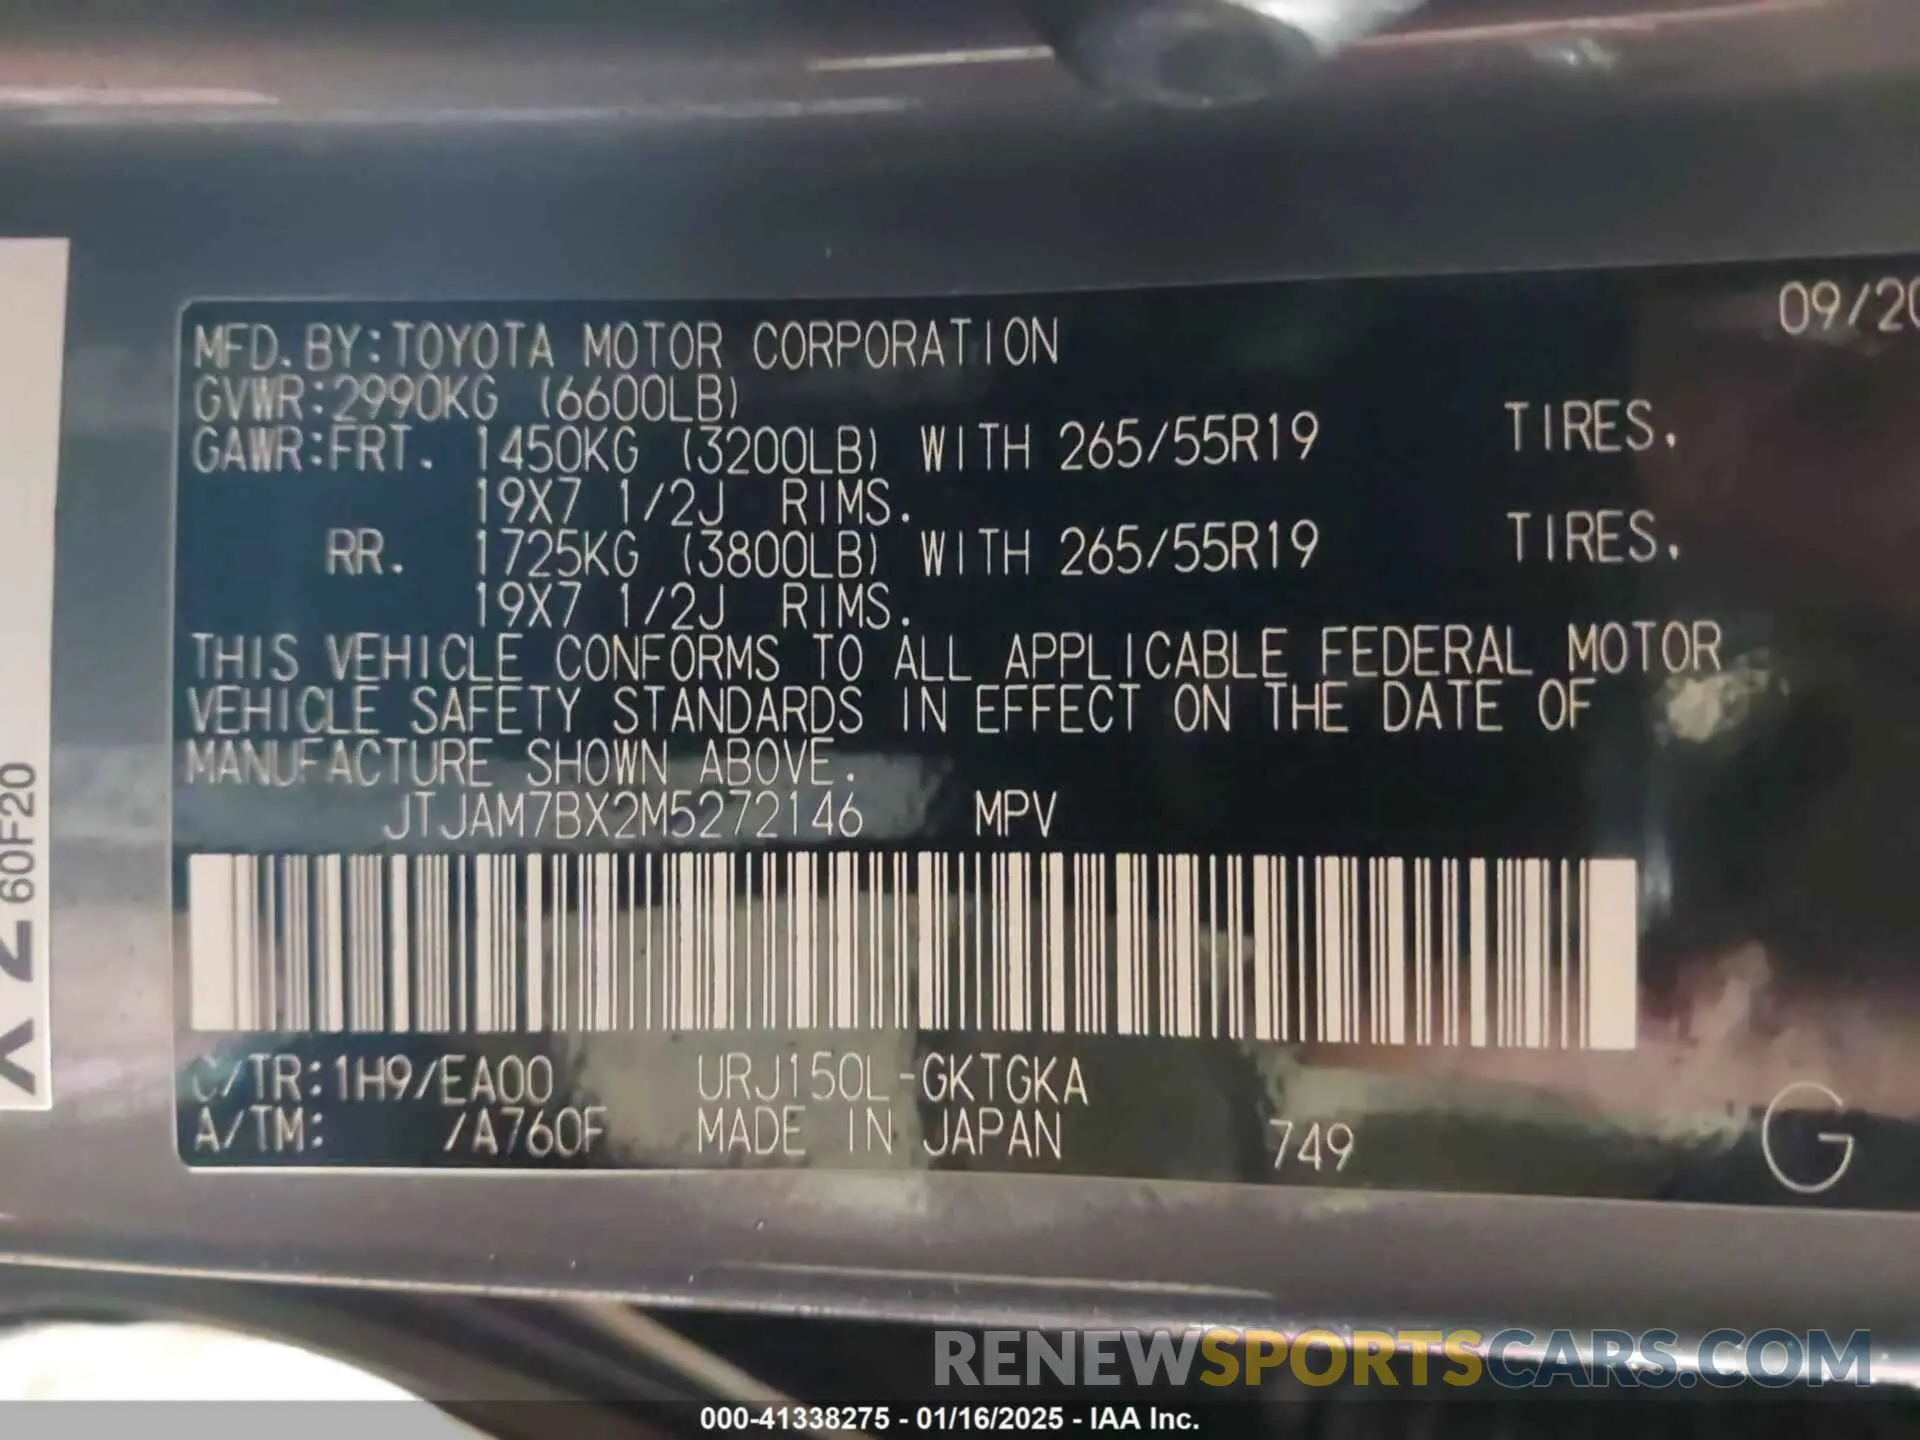 09/20
MFD.BY:TOYOTA MOTOR CORPORATION
GVWR:2990KG (6600LB)
GAWR:FRT. 1450KG (3200LB) WITH 265/55R19 TIRES.
19X7 1/2J RIMS.
RR. 1725KG (3800LB) WITH 265/55R19 TIRES.
19X7 1/2J RIMS.
THIS VEHICLE CONFORMS TO ALL APPLICABLE FEDERAL MOTOR
VEHICLE SAFETY STANDARDS IN EFFECT ON THE DATE OF
MANUFACTURE SHOWN ABOVE.
JTJAM7BX2M5272146 MPV
C/TR:1H9/EA00 URJ150L-GKTGKA
A/TM: /A760F MADE IN JAPAN 749 G
60F20
RENEWSPORTSCARS.COM
000-41338275 - 01/16/2025 - IAA Inc.